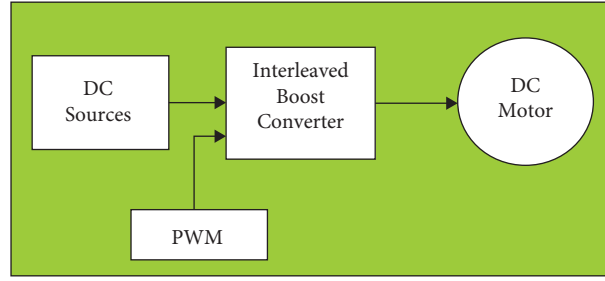 DC
Sources
Interleaved
Boost
Converter
DC
Motor
PWM